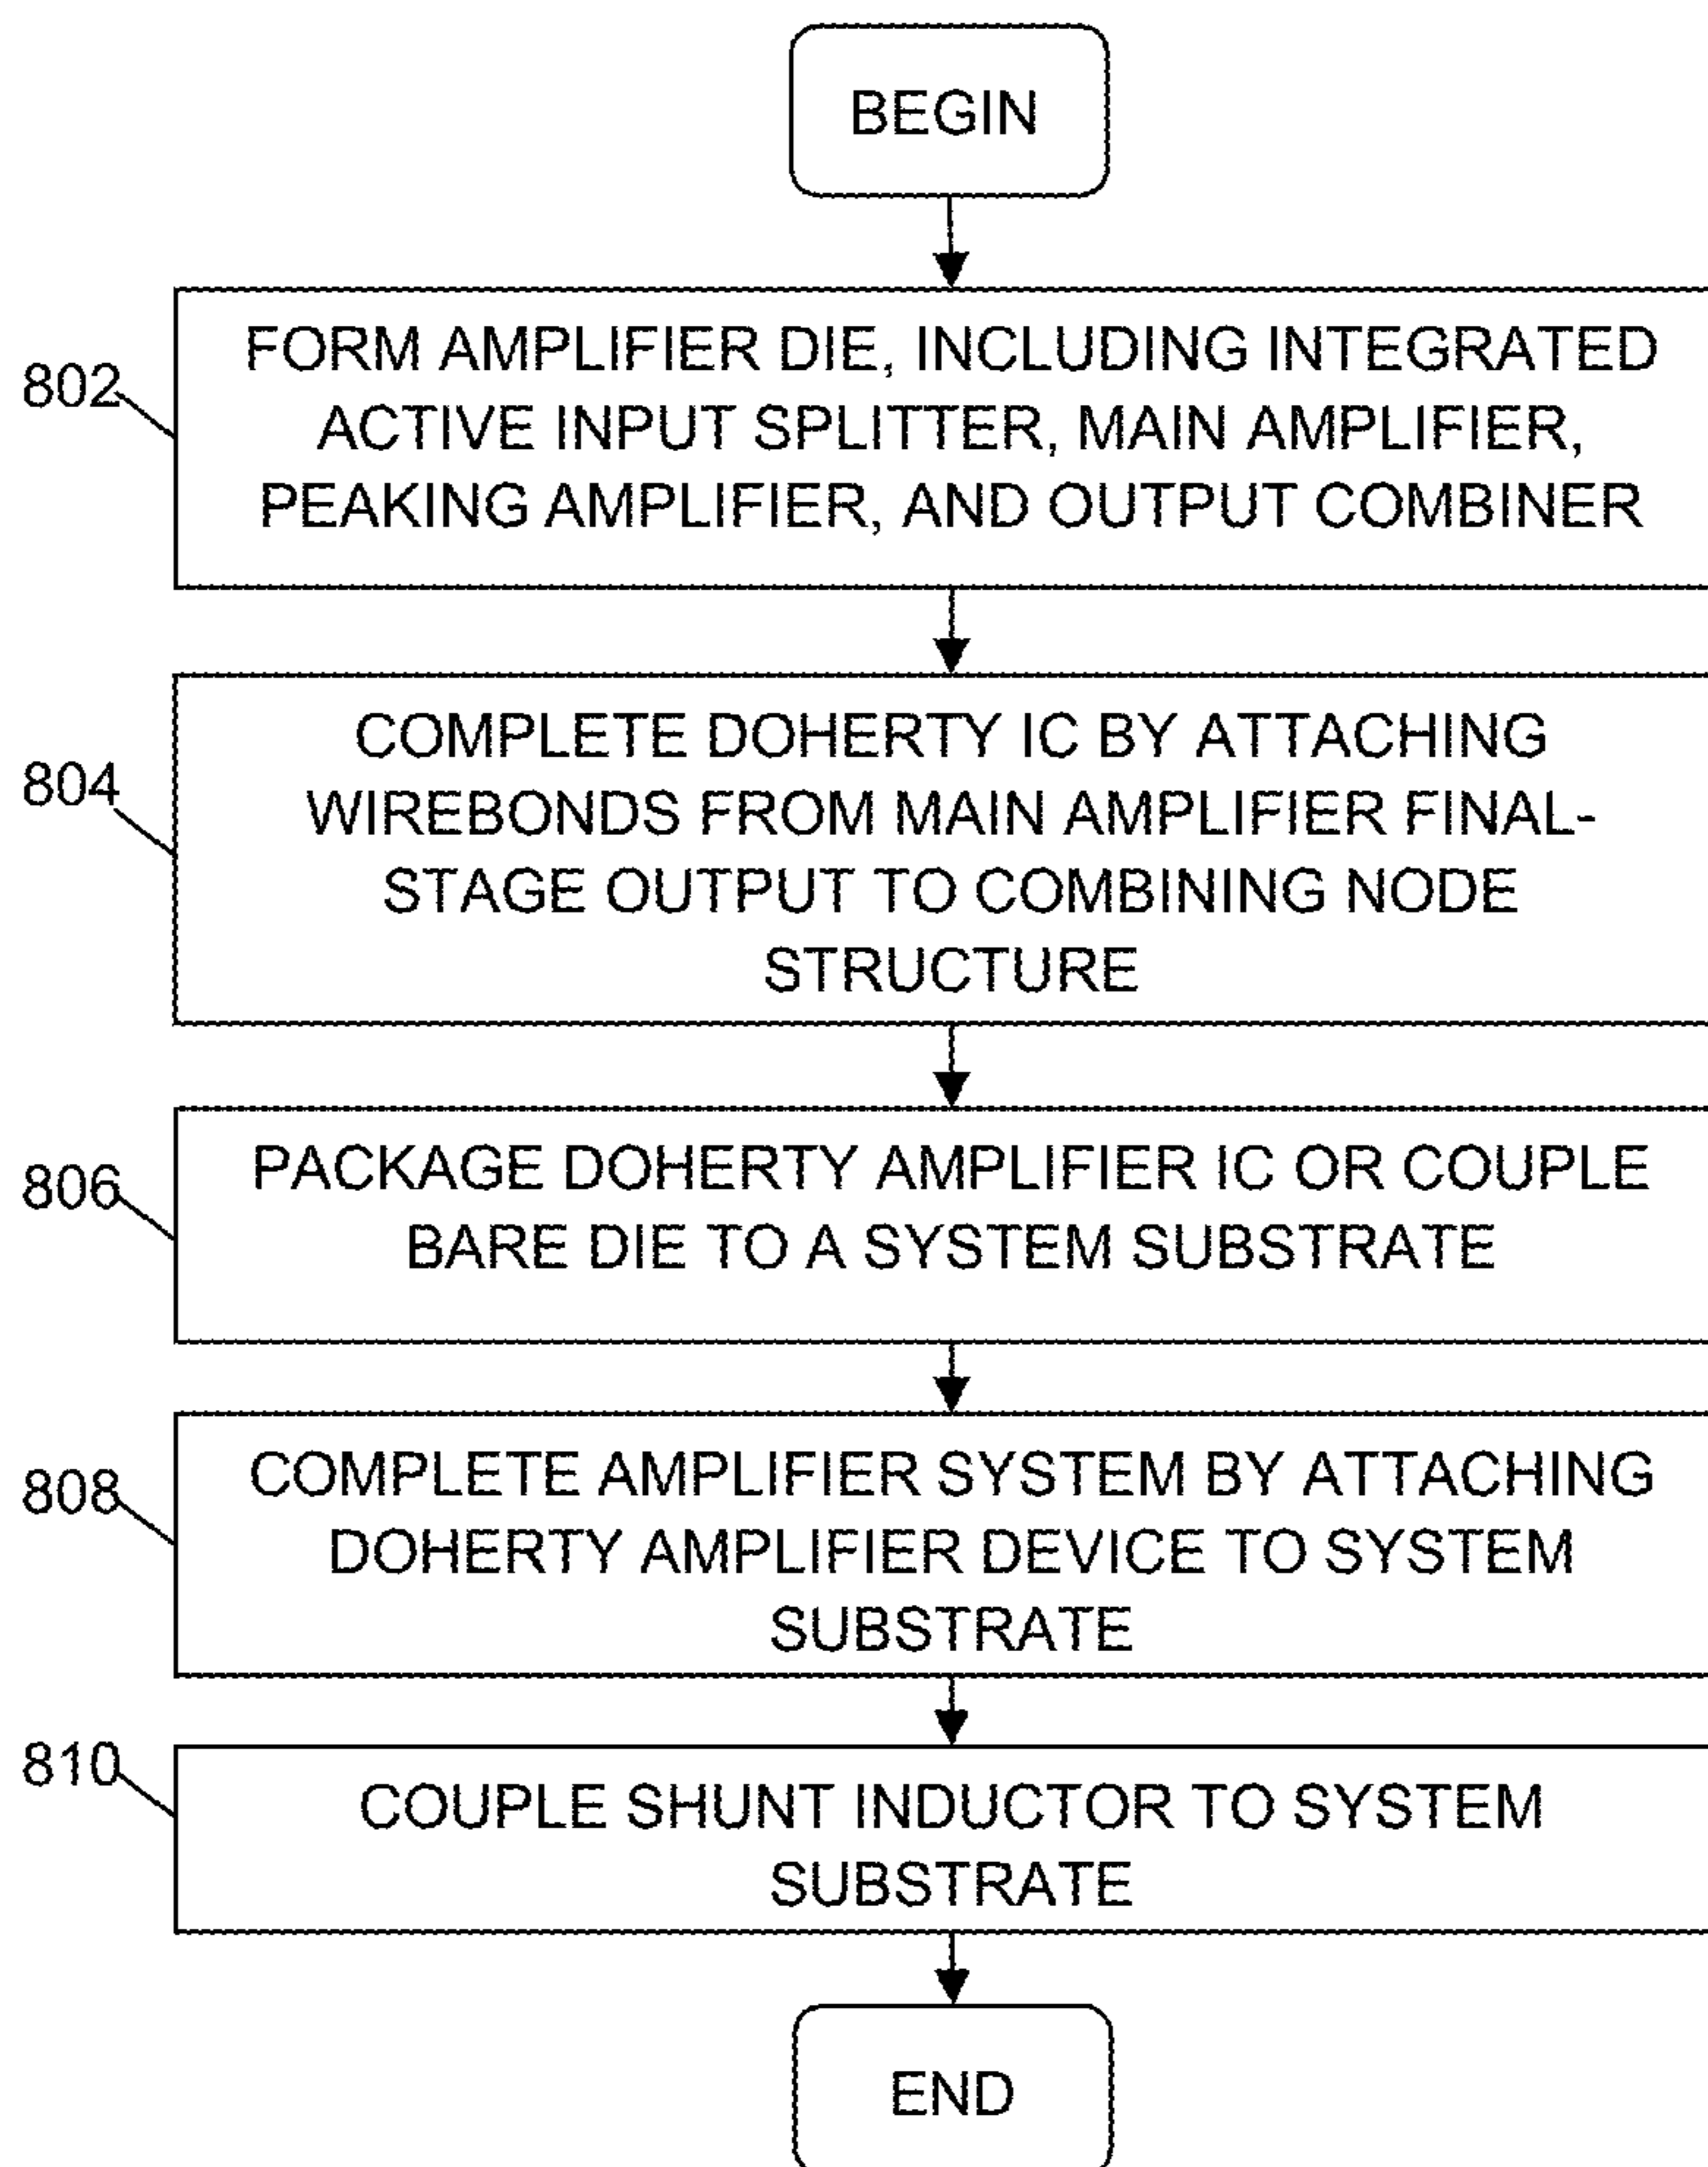 BEGIN
802
FORM AMPLIFIER DIE, INCLUDING INTEGRATED
ACTIVE INPUT SPLITTER, MAIN AMPLIFIER,
PEAKING AMPLIFIER, AND OUTPUT COMBINER
804
COMPLETE DOHERTY IC BY ATTACHING
WIREBONDS FROM MAIN AMPLIFIER FINAL-
STAGE OUTPUT TO COMBINING NODE
STRUCTURE
806
PACKAGE DOHERTY AMPLIFIER IC OR COUPLE
BARE DIE TO A SYSTEM SUBSTRATE
808
COMPLETE AMPLIFIER SYSTEM BY ATTACHING
DOHERTY AMPLIFIER DEVICE TO SYSTEM
SUBSTRATE
810
COUPLE SHUNT INDUCTOR TO SYSTEM
SUBSTRATE
END